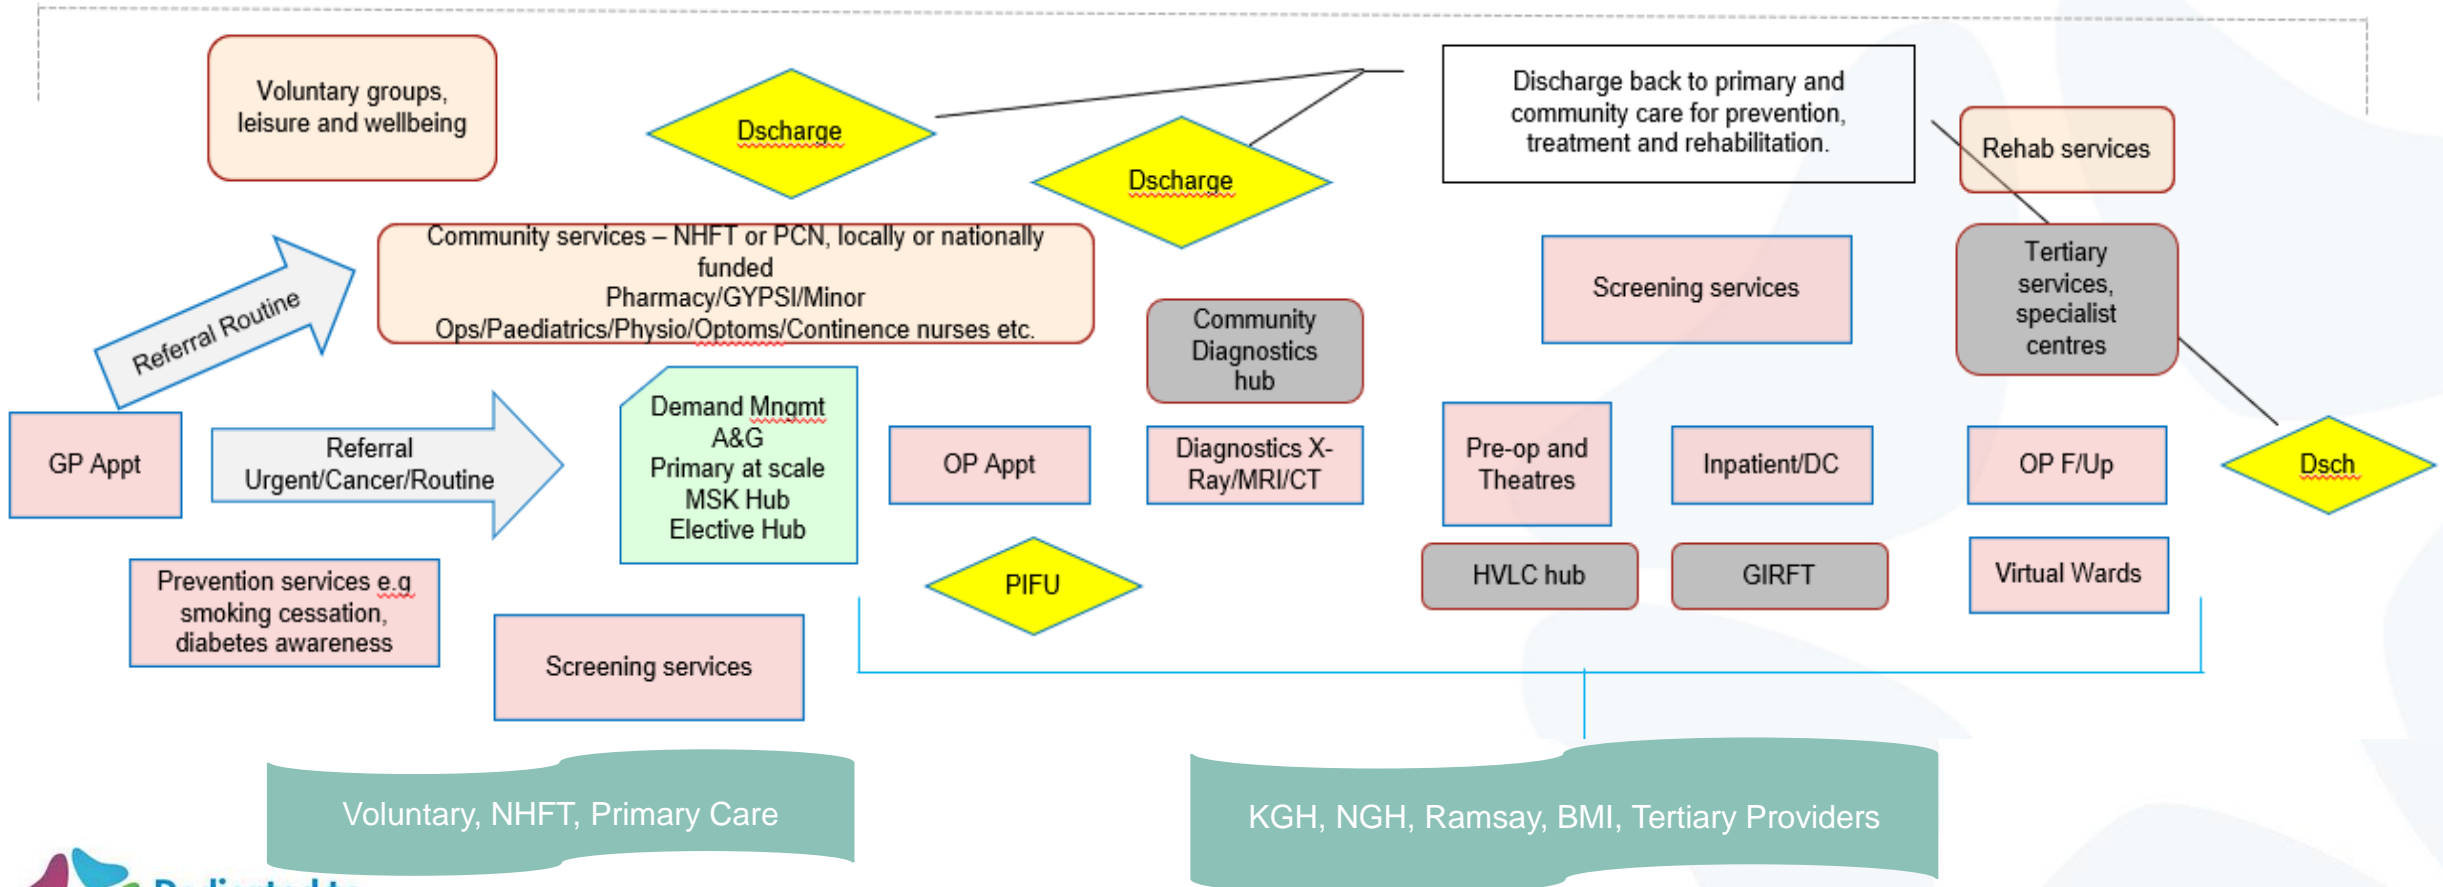 Voluntary groups,
leisure and wellbeing
Dscharge
Dscharge
Discharge back to primary and
community care for prevention,
treatment and rehabilitation.
Rehab services
Community services – NHFT or PCN, locally or nationally
funded
Pharmacy/GYPSI/Minor
Ops/Paediatrics/Physio/Optoms/Continence nurses etc.
Screening services
Tertiary
services,
specialist
centres
Referral Routine
Community
Diagnostics
hub
GP Appt
Referral
Urgent/Cancer/Routine
Demand Mngmt
A&G
Primary at scale
MSK Hub
Elective Hub
OP Appt
Diagnostics X-
Ray/MRI/CT
Pre-op and
Theatres
Inpatient/DC
OP F/Up
Dsch
Prevention services e.g
smoking cessation,
diabetes awareness
PIFU
HVLC hub
GIRFT
Virtual Wards
Screening services
Voluntary, NHFT, Primary Care
KGH, NGH, Ramsay, BMI, Tertiary Providers
Dedicated to